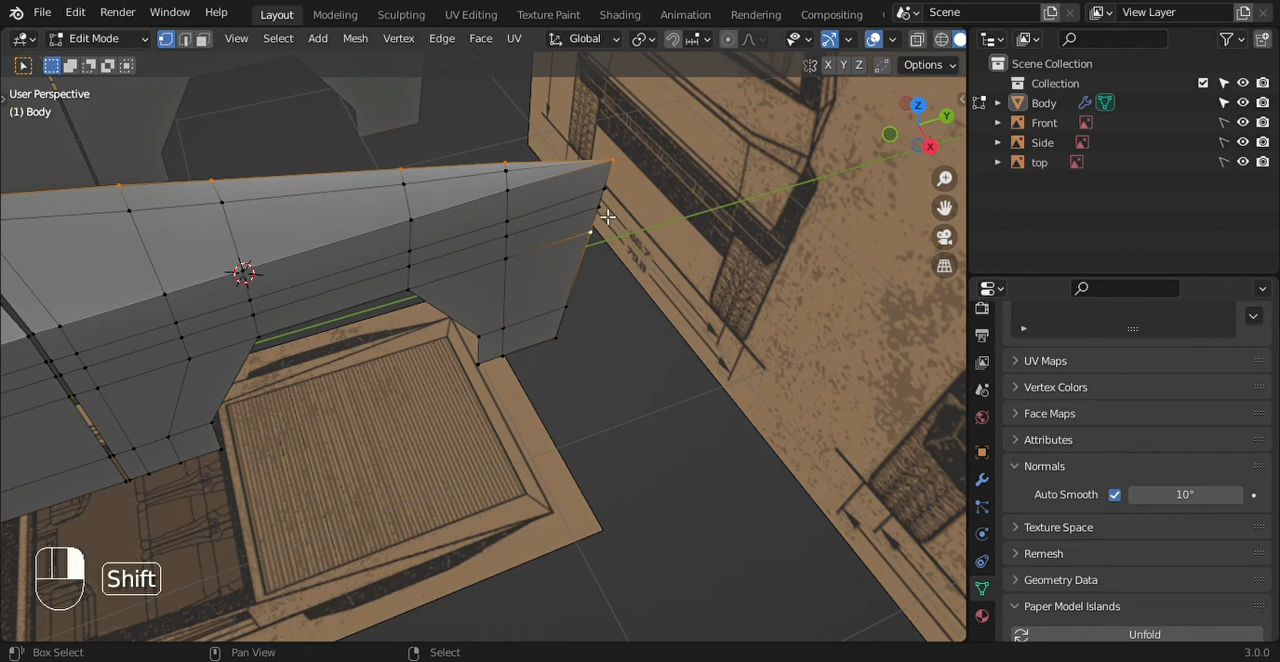 File Edit Render Window Help Layout Modeling Sculpting UV Editing Texture Paint Shading Animation Rendering Compositing Scene View Layer
Edit Mode View Select Add Mesh Vertex Edge Face UV Global
X Y Z Options
User Perspective
(1) Body
Z
Y
X
Scene Collection
Collection
Body
Front
Side
top
UV Maps
Vertex Colors
Face Maps
Attributes
Normals
Auto Smooth 10°
Texture Space
Remesh
Geometry Data
Paper Model Islands
Unfold
Shift
Box Select Pan View Select 3.0.0